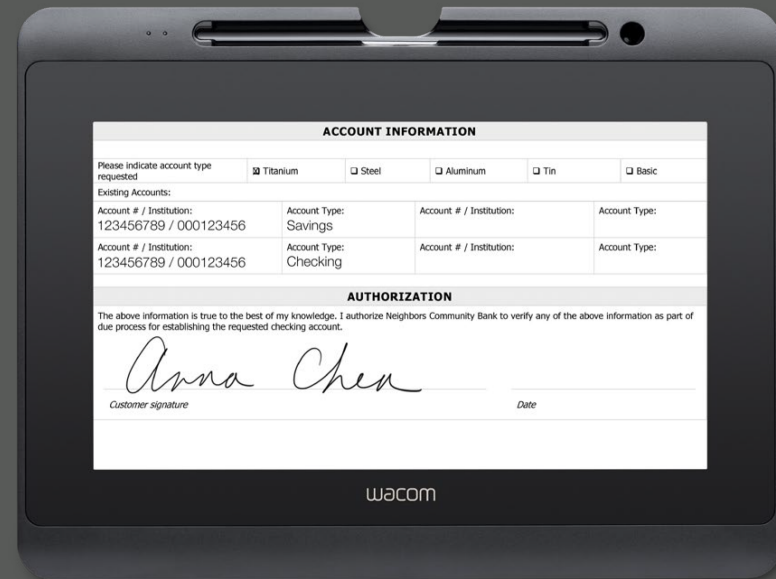 ACCOUNT INFORMATION
Please indicate account type requested ☒ Titanium ☐ Steel ☐ Aluminum ☐ Tin ☐ Basic
Existing Accounts:
Account # / Institution: Account Type: Account # / Institution: Account Type:
123456789 / 000123456 Savings
Account # / Institution: Account Type: Account # / Institution: Account Type:
123456789 / 000123456 Checking
AUTHORIZATION
The above information is true to the best of my knowledge. I authorize Neighbors Community Bank to verify any of the above information as part of
due process for establishing the requested checking account.
Anna Chen
Customer signature Date
wacom